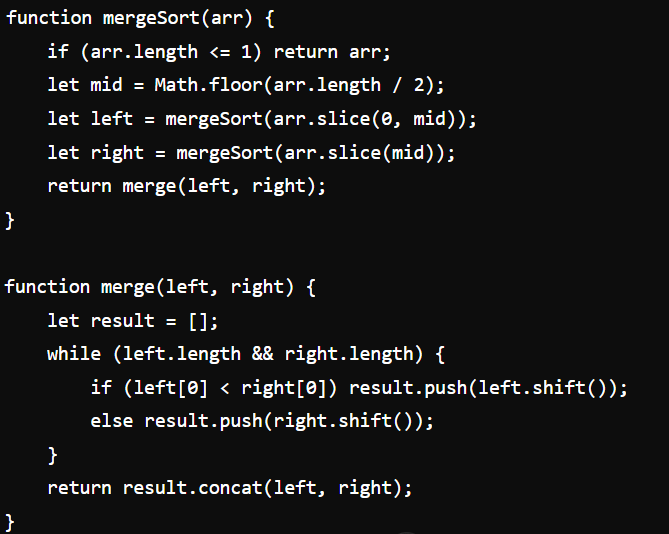 function mergeSort(arr) {
    if (arr.length <= 1) return arr;
    let mid = Math.floor(arr.length / 2);
    let left = mergeSort(arr.slice(0, mid));
    let right = mergeSort(arr.slice(mid));
    return merge(left, right);
}

function merge(left, right) {
    let result = [];
    while (left.length && right.length) {
        if (left[0] < right[0]) result.push(left.shift());
        else result.push(right.shift());
    }
    return result.concat(left, right);
}